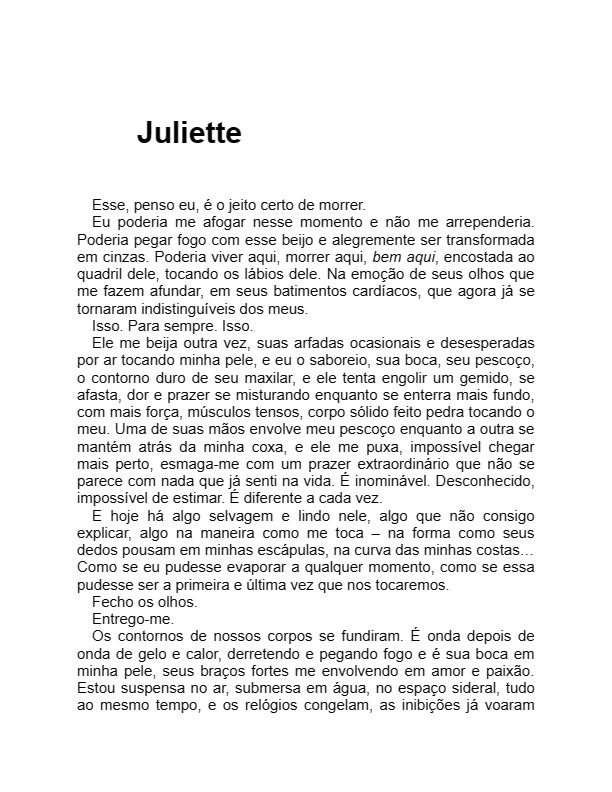 Juliette
Esse, penso eu, é o jeito certo de morrer.
Eu poderia me afogar nesse momento e não me arrependeria.
Poderia pegar fogo com esse beijo e alegremente ser transformada
em cinzas. Poderia viver aqui, morrer aqui, bem aqui, encostada ao
quadril dele, tocando os lábios dele. Na emoção de seus olhos que
me fazem afundar, em seus batimentos cardíacos, que agora já se
tornaram indistinguíveis dos meus.
Isso. Para sempre. Isso.
Ele me beija outra vez, suas arfadas ocasionais e desesperadas
por ar tocando minha pele, e eu o saboreio, sua boca, seu pescoço,
o contorno duro de seu maxilar, e ele tenta engolir um gemido, se
afasta, dor e prazer se misturando enquanto se enterra mais fundo,
com mais força, músculos tensos, corpo sólido feito pedra tocando o
meu. Uma de suas mãos envolve meu pescoço enquanto a outra se
mantém atrás da minha coxa, e ele me puxa, impossível chegar
mais perto, esmaga-me com um prazer extraordinário que não se
parece com nada que já senti na vida. É inominável. Desconhecido,
impossível de estimar. É diferente a cada vez.
E hoje há algo selvagem e lindo nele, algo que não consigo
explicar, algo na maneira como me toca – na forma como seus
dedos pousam em minhas escápulas, na curva das minhas costas…
Como se eu pudesse evaporar a qualquer momento, como se essa
pudesse ser a primeira e última vez que nos tocaremos.
Fecho os olhos.
Entrego-me.
Os contornos de nossos corpos se fundiram. É onda depois de
onda de gelo e calor, derretendo e pegando fogo e é sua boca em
minha pele, seus braços fortes me envolvendo em amor e paixão.
Estou suspensa no ar, submersa em água, no espaço sideral, tudo
ao mesmo tempo, e os relógios congelam, as inibições já voaram